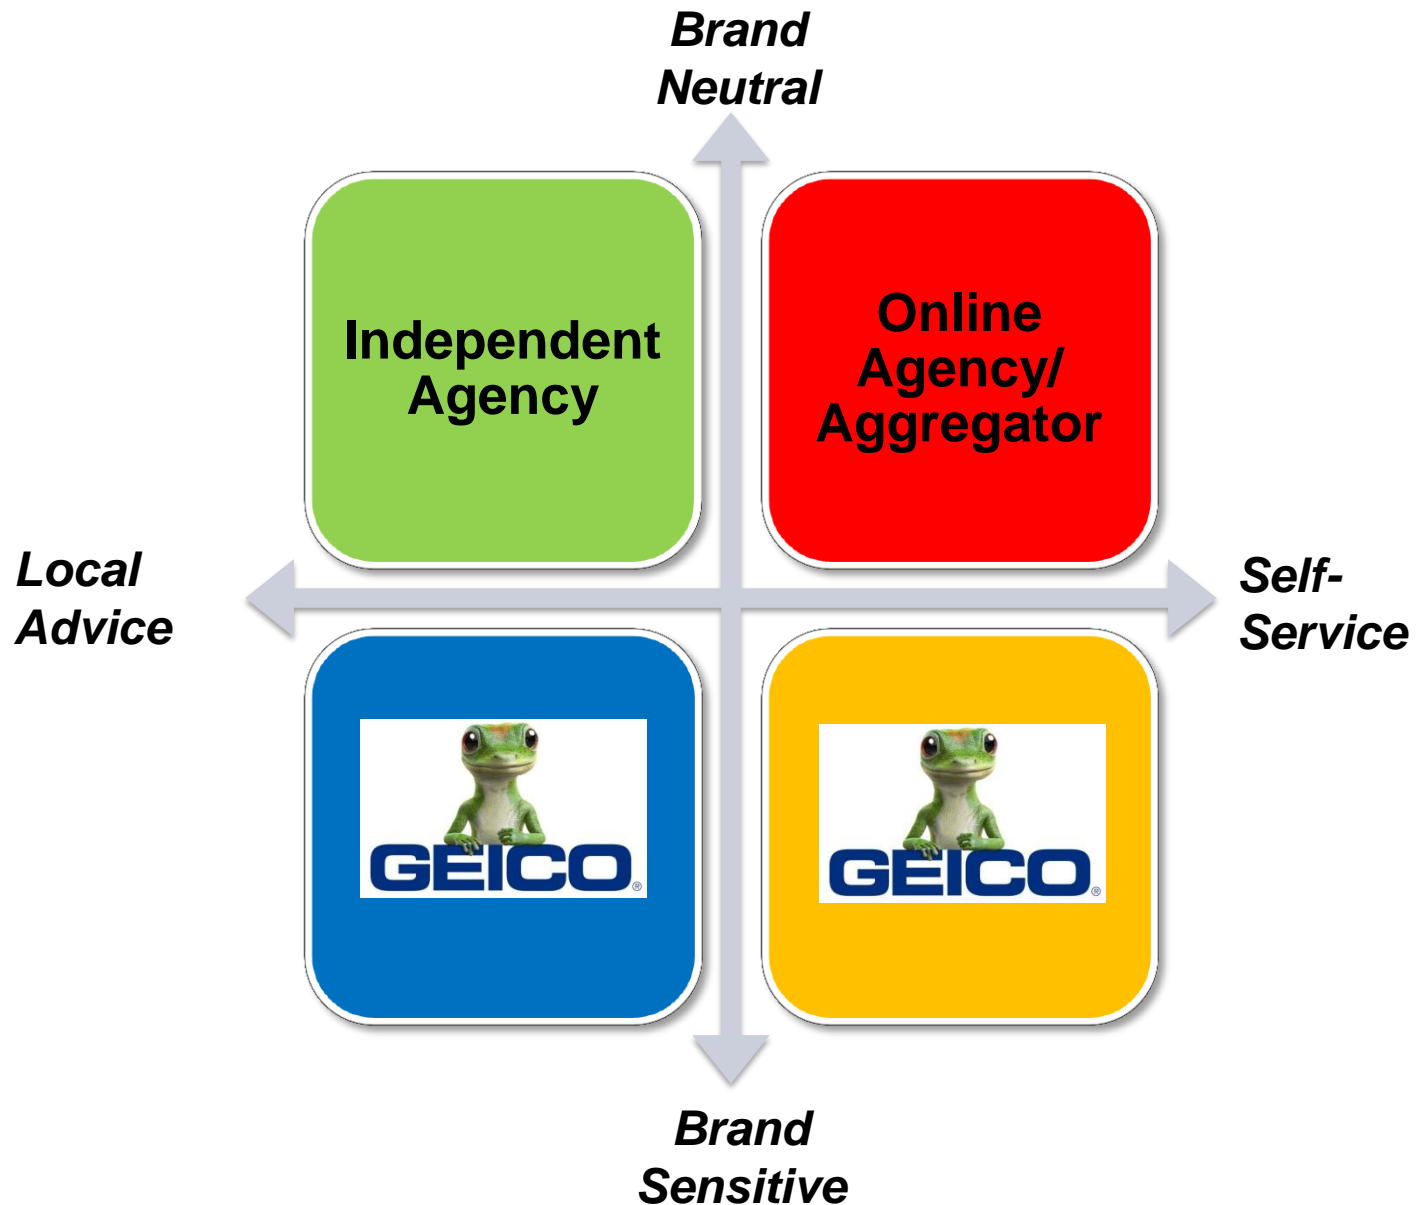 Brand
Neutral
Independent
Agency
Online
Agency/
Aggregator
Local
Advice
Self-
Service
GEICO®
GEICO®
Brand
Sensitive